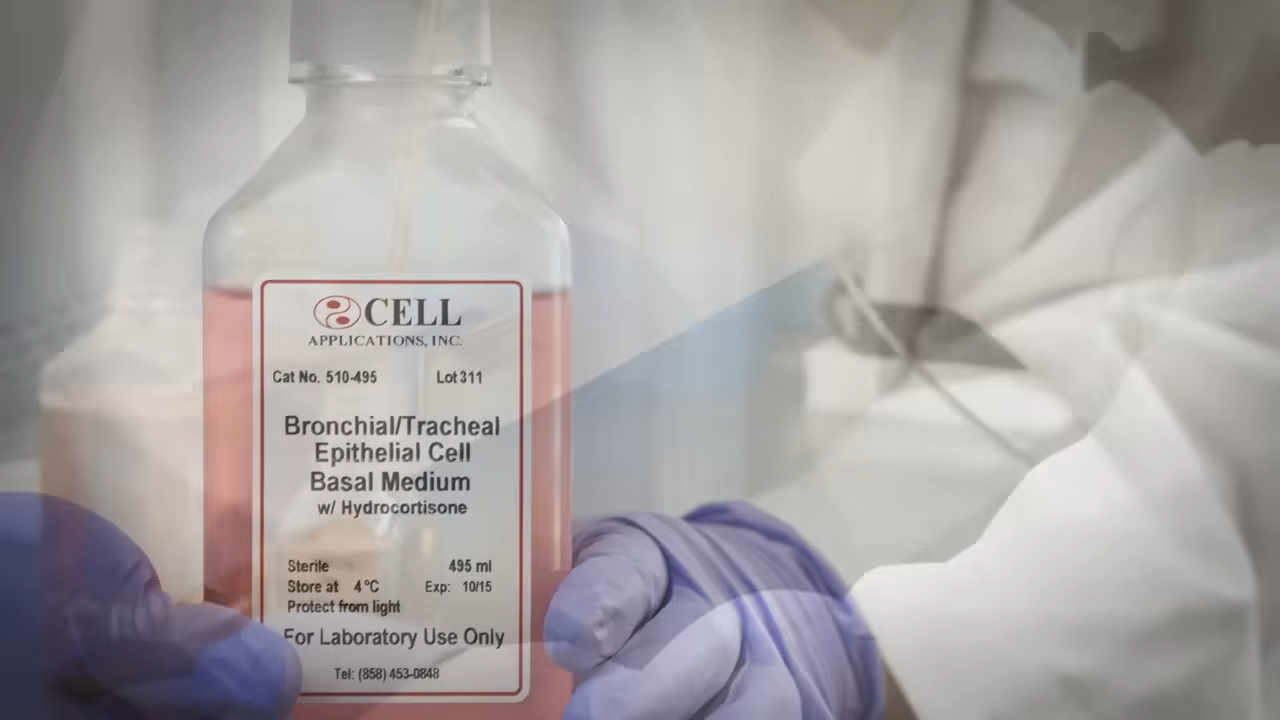 CELL
APPLICATIONS, INC.
Cat No. 510-495 Lot 311
Bronchial/Tracheal
Epithelial Cell
Basal Medium
w/ Hydrocortisone
Sterile 495 ml
Store at 4°C Exp: 10/15
Protect from light
For Laboratory Use Only
Tel: (858) 453-0848